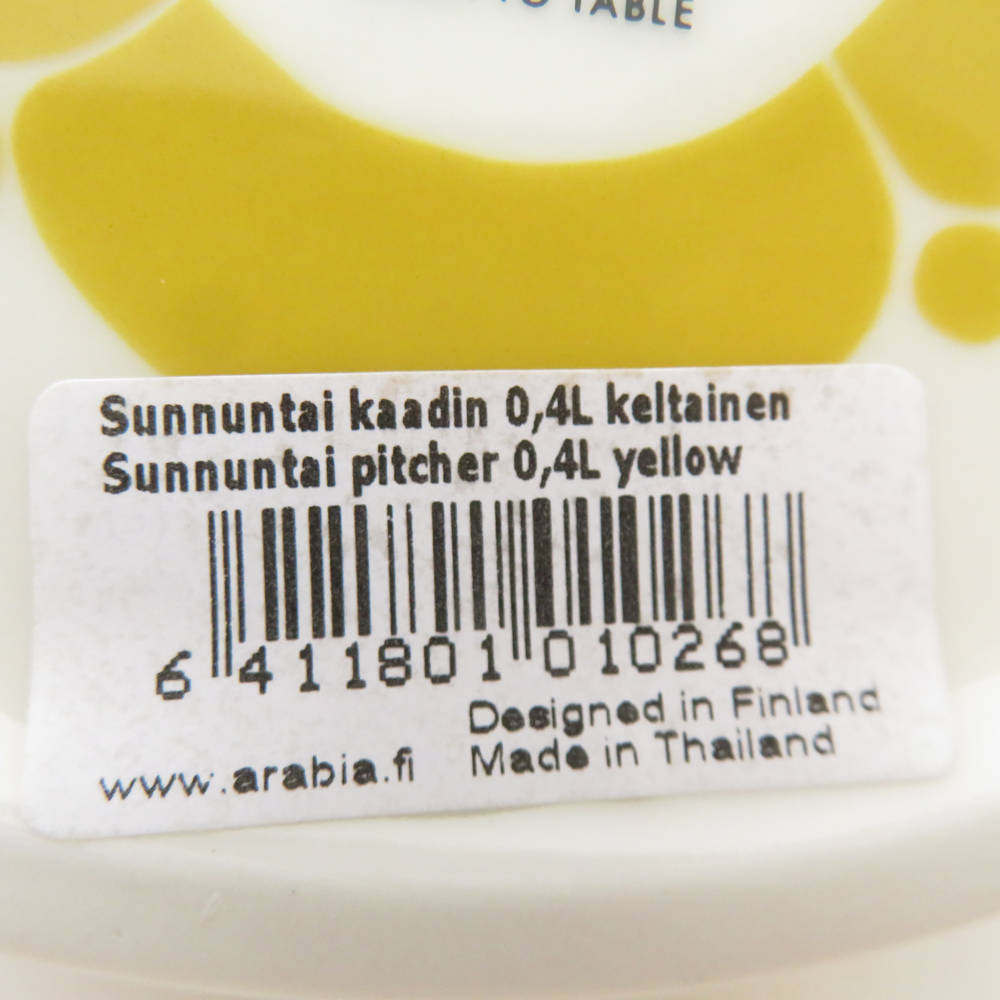 TO TABLE
Sunnuntai kaadin 0,4L keltainen
Sunnuntai pitcher 0,4L yellow
6 411801 010268
Designed in Finland
www.arabia.fi Made in Thailand